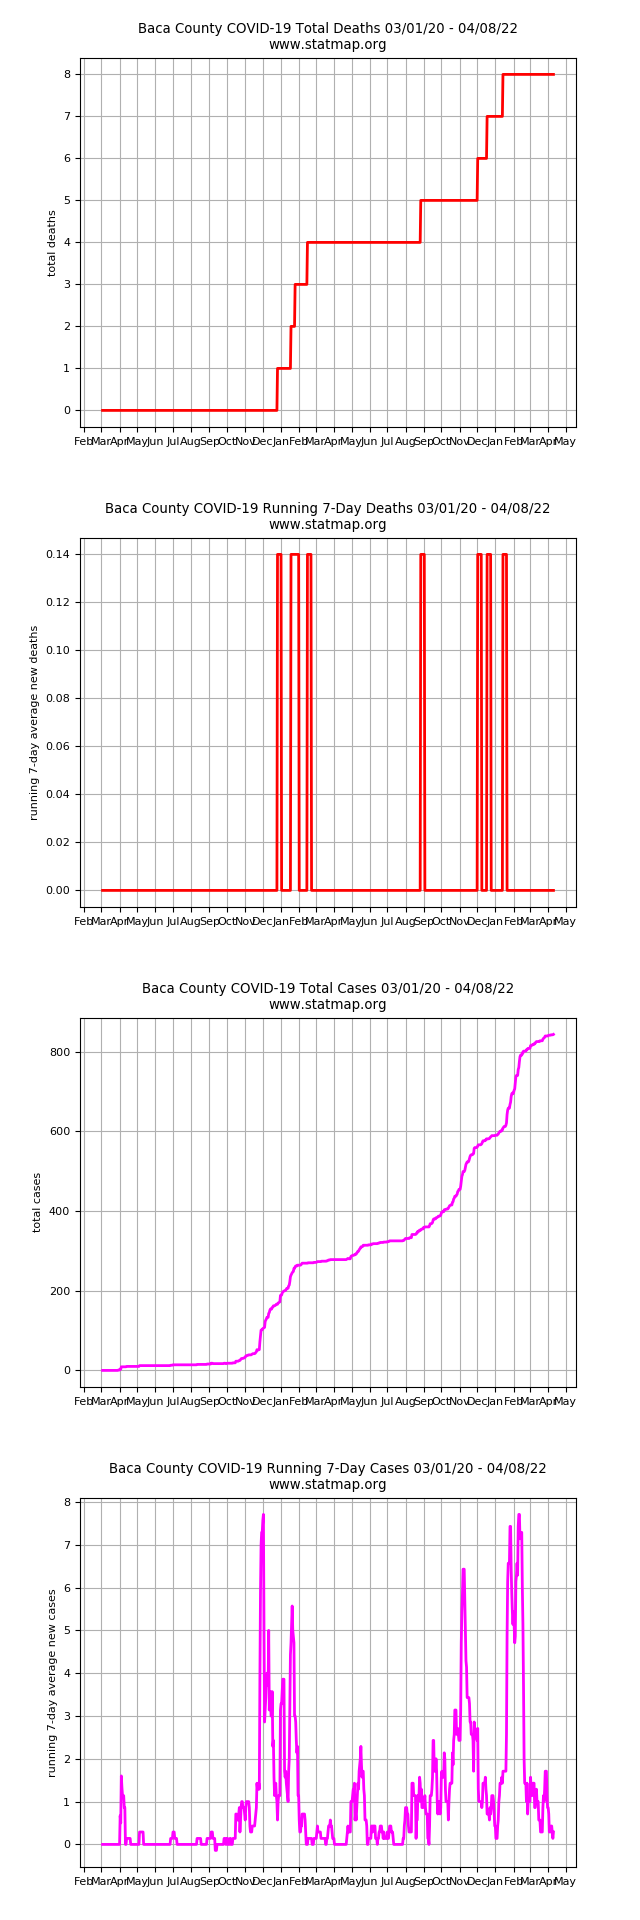 Baca County COVID-19 Total Deaths 03/01/20 - 04/08/22
www.statmap.org
8
7
6
5
4
3
2
1
0
total deaths
Feb Mar Apr May Jun Jul Aug Sep Oct Nov Dec Jan Feb Mar Apr May Jun Jul Aug Sep Oct Nov Dec Jan Feb Mar Apr May
Baca County COVID-19 Running 7-Day Deaths 03/01/20 - 04/08/22
www.statmap.org
0.14
0.12
0.10
0.08
0.06
0.04
0.02
0.00
running 7-day average new deaths
Feb Mar Apr May Jun Jul Aug Sep Oct Nov Dec Jan Feb Mar Apr May Jun Jul Aug Sep Oct Nov Dec Jan Feb Mar Apr May
Baca County COVID-19 Total Cases 03/01/20 - 04/08/22
www.statmap.org
800
600
400
200
0
total cases
Feb Mar Apr May Jun Jul Aug Sep Oct Nov Dec Jan Feb Mar Apr May Jun Jul Aug Sep Oct Nov Dec Jan Feb Mar Apr May
Baca County COVID-19 Running 7-Day Cases 03/01/20 - 04/08/22
www.statmap.org
8
7
6
5
4
3
2
1
0
running 7-day average new cases
Feb Mar Apr May Jun Jul Aug Sep Oct Nov Dec Jan Feb Mar Apr May Jun Jul Aug Sep Oct Nov Dec Jan Feb Mar Apr May